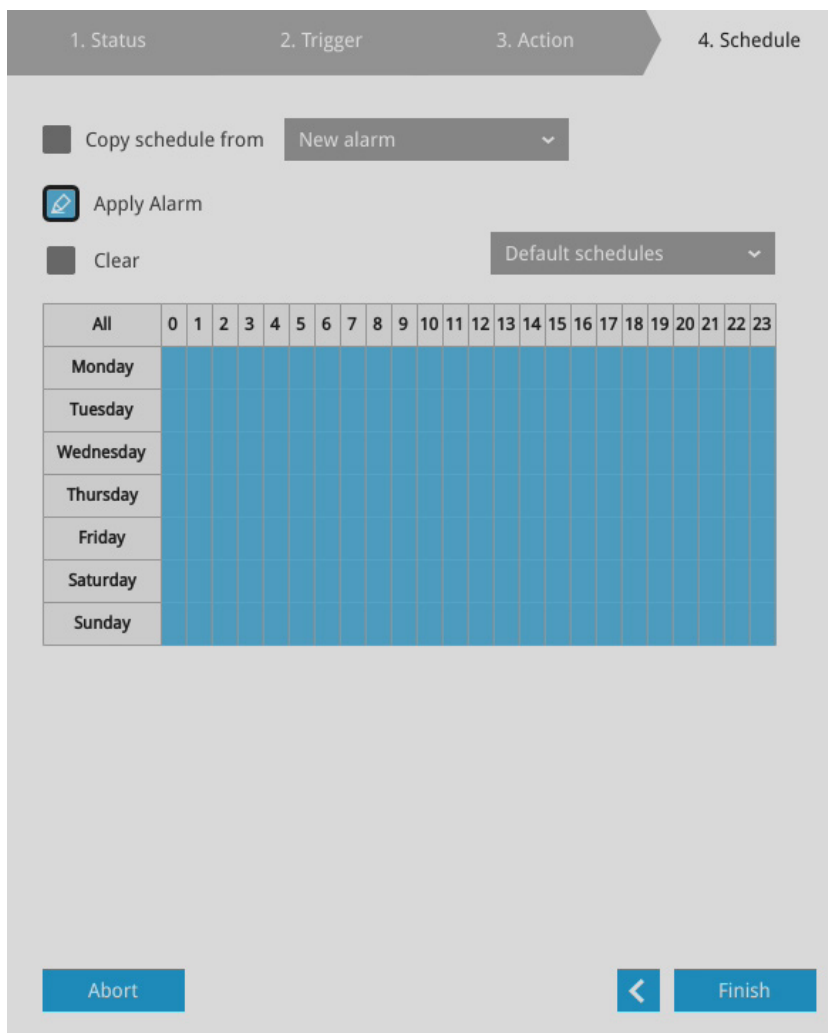 1. Status 2. Trigger 3. Action 4. Schedule
Copy schedule from New alarm
Apply Alarm
Clear Default schedules
All 0 1 2 3 4 5 6 7 8 9 10 11 12 13 14 15 16 17 18 19 20 21 22 23
Monday
Tuesday
Wednesday
Thursday
Friday
Saturday
Sunday
Abort Finish